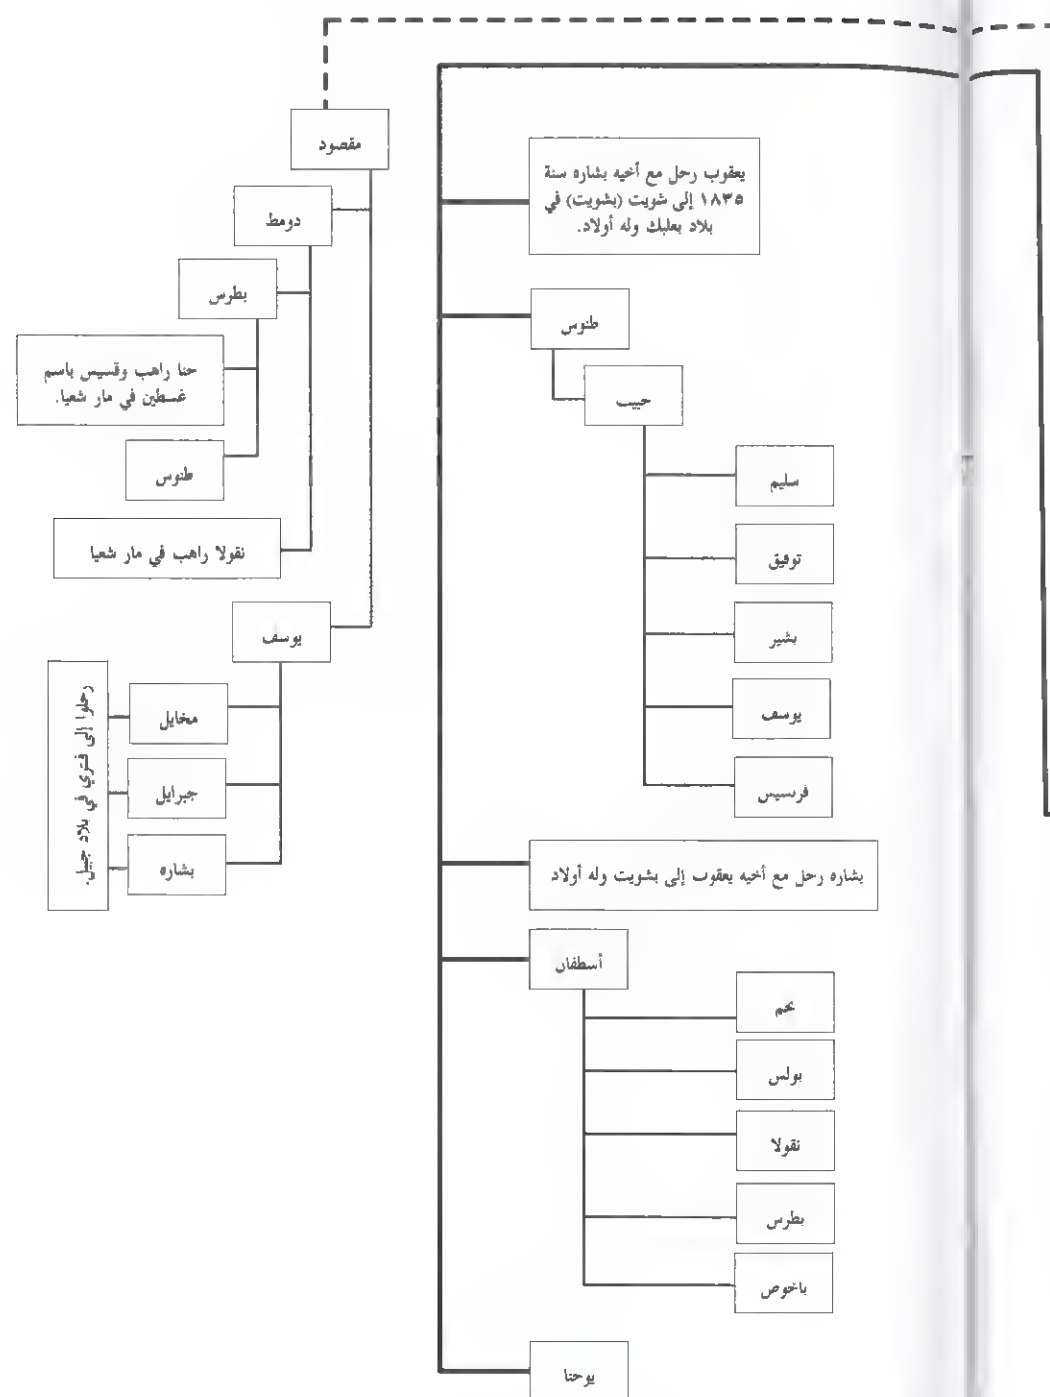 يعقوب رحل مع أخيه بشاره سنة
١٨٣٥ إلى شويت (بشويت) في
بلاد بعلبك وله أولاد.
طنوس
حبيب
سليم
توفيق
بشير
يوسف
فرنسيس
بشاره رحل مع أخيه يعقوب إلى بشويت وله أولاد
أسطفان
بولس
نقولا
بطرس
باخوص
يوحنا
مقصود
دومط
بطرس
حنا راهب وقسيس باسم
غسطين في مار شعيا.
طنوس
نقولا راهب في مار شعيا
يوسف
مخايل
جبرايل
بشاره
رحلوا إلى فتري في بلاد جبيل.